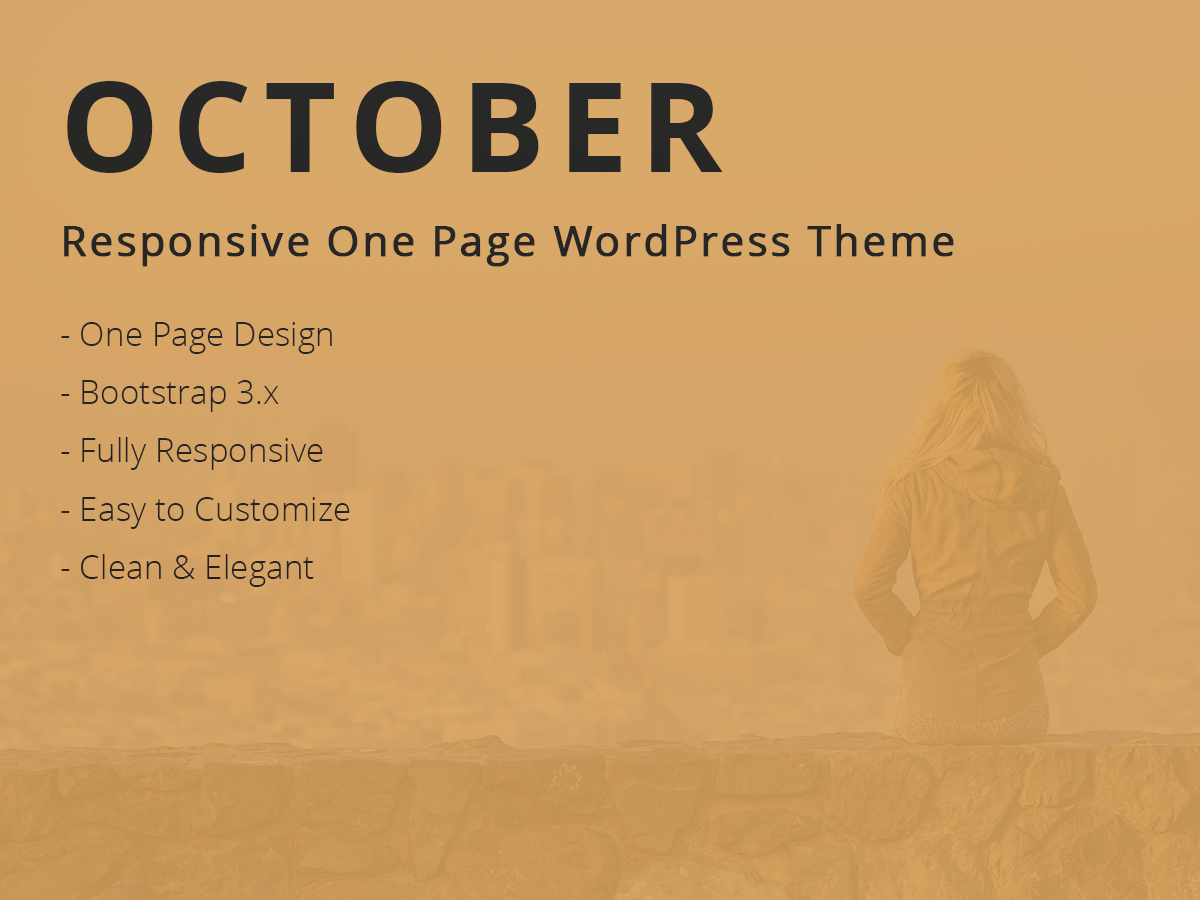 OCTOBER
Responsive One Page WordPress Theme
- One Page Design
- Bootstrap 3.x
- Fully Responsive
- Easy to Customize
- Clean & Elegant